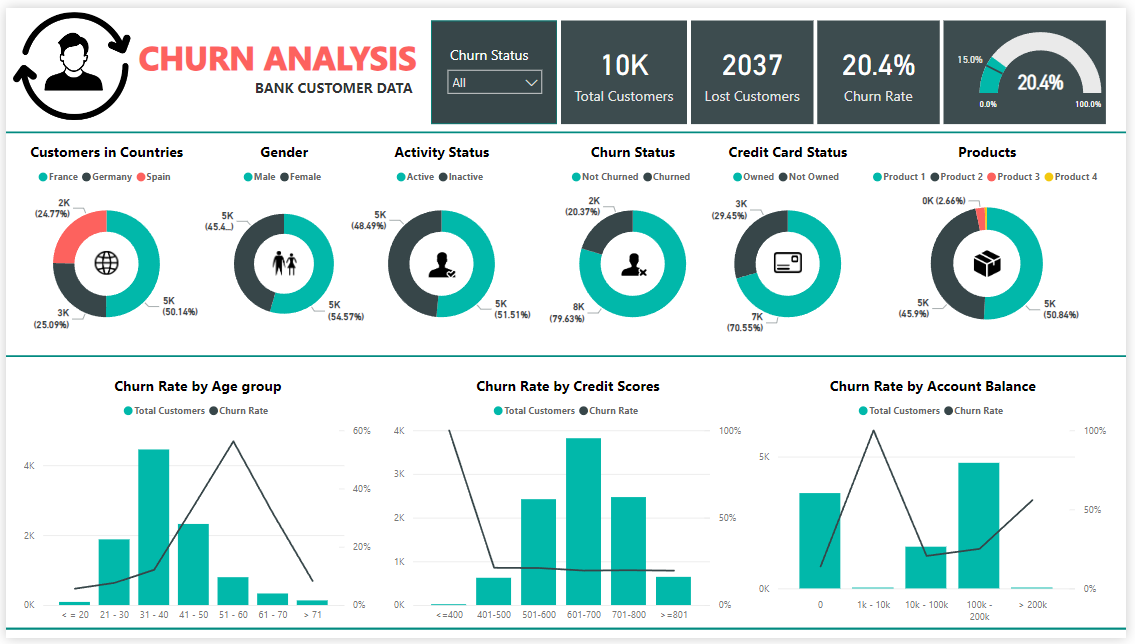 CHURN ANALYSIS
BANK CUSTOMER DATA
Churn Status
All
10K
Total Customers
2037
Lost Customers
20.4%
Churn Rate
15.0%
20.4%
0.0%
100.0%
Customers in Countries
France Germany Spain
2K
(24.77%)
5K
(50.14%)
3K
(25.09%)
Gender
Male Female
5K
(45.4...)
5K
(54.57%)
Activity Status
Active Inactive
5K
(48.49%)
5K
(51.51%)
Churn Status
Not Churned Churned
2K
(20.37%)
8K
(79.63%)
Credit Card Status
Owned Not Owned
3K
(29.45%)
7K
(70.55%)
Products
Product 1 Product 2 Product 3 Product 4
0K (2.66%)
5K
(45.9%)
5K
(50.84%)
Churn Rate by Age group
Total Customers Churn Rate
60%
4K
40%
2K
20%
0K
0%
< = 20 21 - 30 31 - 40 41 - 50 51 - 60 61 - 70 > 71
Churn Rate by Credit Scores
Total Customers Churn Rate
4K 100%
3K
2K 50%
1K
0K 0%
<=400 401-500 501-600 601-700 701-800 >=801
Churn Rate by Account Balance
Total Customers Churn Rate
100%
5K
50%
0K 0%
0 1k - 10k 10k - 100k 100k - > 200k
200k